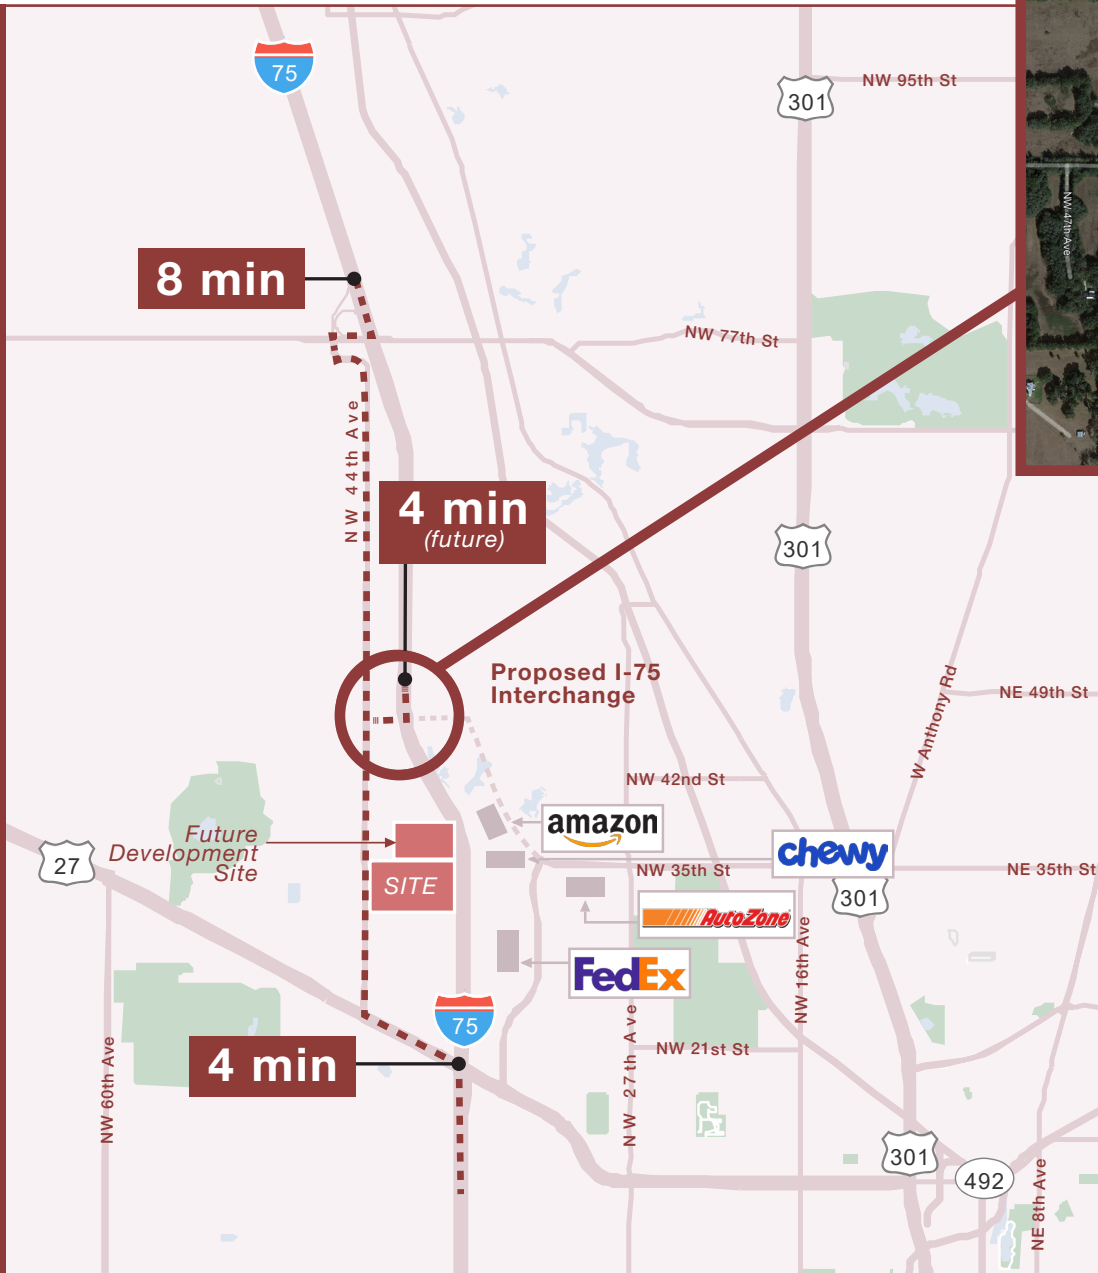 75
301
NW 95th St
NW 47th Ave
8 min
NW 77th St
NW 44th Ave
4 min
(future)
301
Proposed I-75
Interchange
W Anthony Rd
NE 49th St
NW 42nd St
amazon
Future
Development
Site
27
SITE
chewy
NW 35th St
NE 35th St
301
AutoZone
FedEx
NW 16th Ave
75
4 min
NW 60th Ave
NW 27th Ave
NW 21st St
301
492
NE 8th Ave